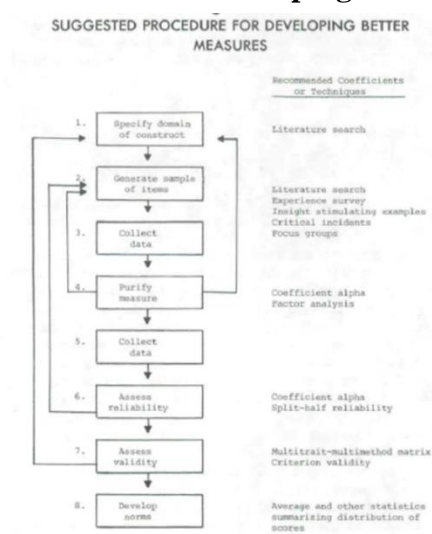 SUGGESTED PROCEDURE FOR DEVELOPING BETTER
MEASURES
Recommended Coefficients
or Techniques
1. Specify domain
of construct
Literature search
2. Generate sample
of items
Literature search
Experience survey
Insight stimulating examples
Critical incidents
Focus groups
3. Collect
data
4. Purify
measure
Coefficient alpha
Factor analysis
5. Collect
data
6. Assess
reliability
Coefficient alpha
Split-half reliability
7. Assess
validity
Multitrait-multimethod matrix
Criterion validity
8. Develop
norms
Average and other statistics
summarizing distribution of
scores